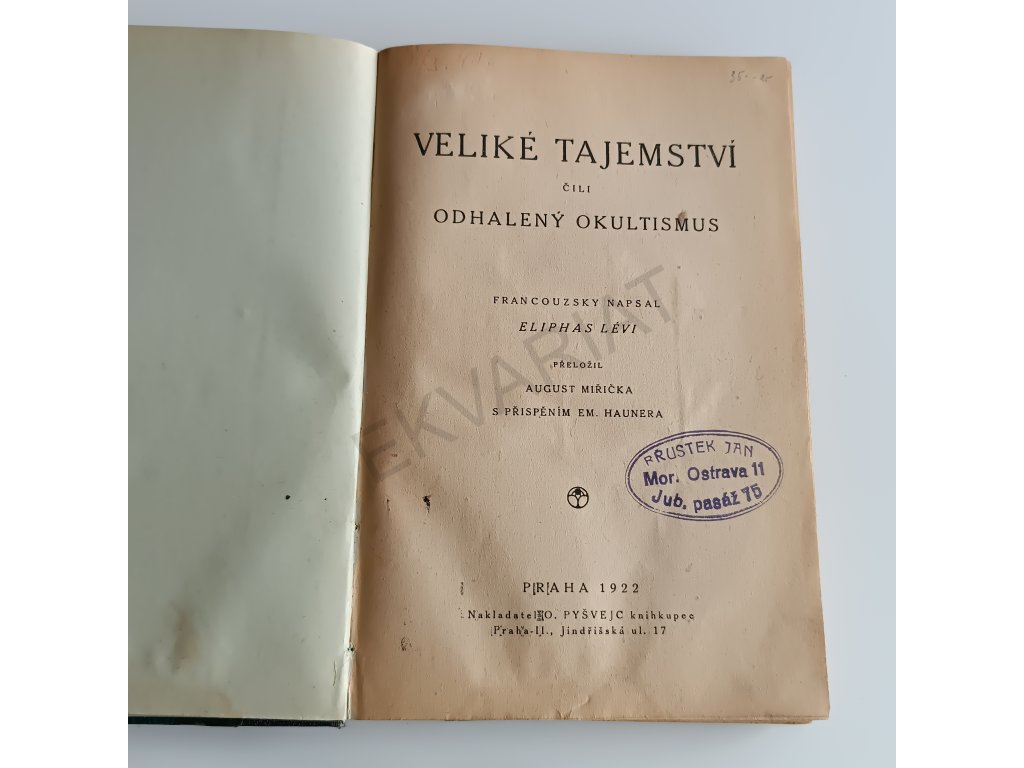 VELIKÉ TAJEMSTVÍ
ČILI
ODHALENÝ OKULTISMUS
FRANCOUZSKY NAPSAL
ELIPHAS LÉVI
PŘELOŽIL
AUGUST MIŘIČKA
S PŘISPĚNÍM EM. HAUNERA
EKVARIAT
PŘUSTEK JAN
Mor. Ostrava 11
Jub. pasáž 75
PRAHA 1922
Nakladatel O. PYŠVEJC knihkupec
Praha-II., Jindřišská ul. 17